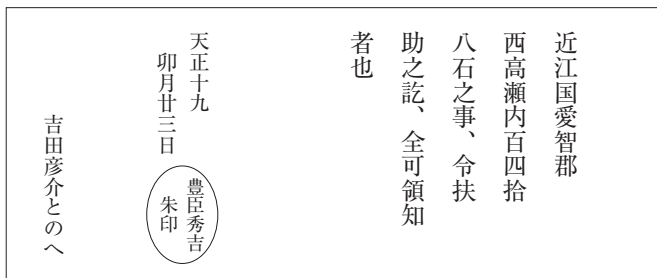 近江国愛智郡
西高瀬内百四拾
八石之事、令扶
助之訖、全可領知
者也
天正十九
卯月廿三日
豊臣秀吉
朱印
吉田彦介とのへ